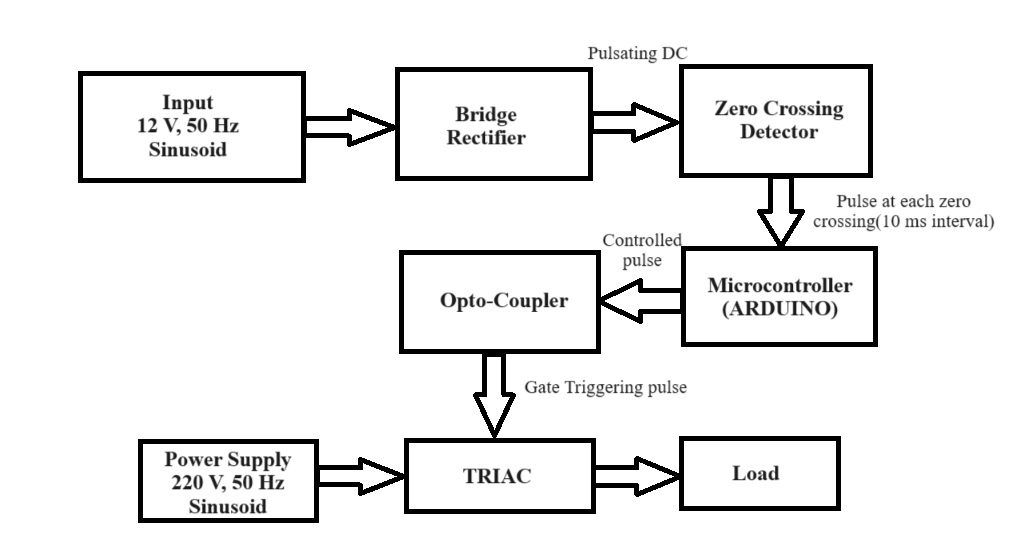 Pulsating DC
Input
12 V, 50 Hz
Sinusoid
Bridge
Rectifier
Zero Crossing
Detector
Pulse at each zero
crossing(10 ms interval)
Controlled
pulse
Opto-Coupler
Microcontroller
(ARDUINO)
Gate Triggering pulse
Power Supply
220 V, 50 Hz
Sinusoid
TRIAC
Load